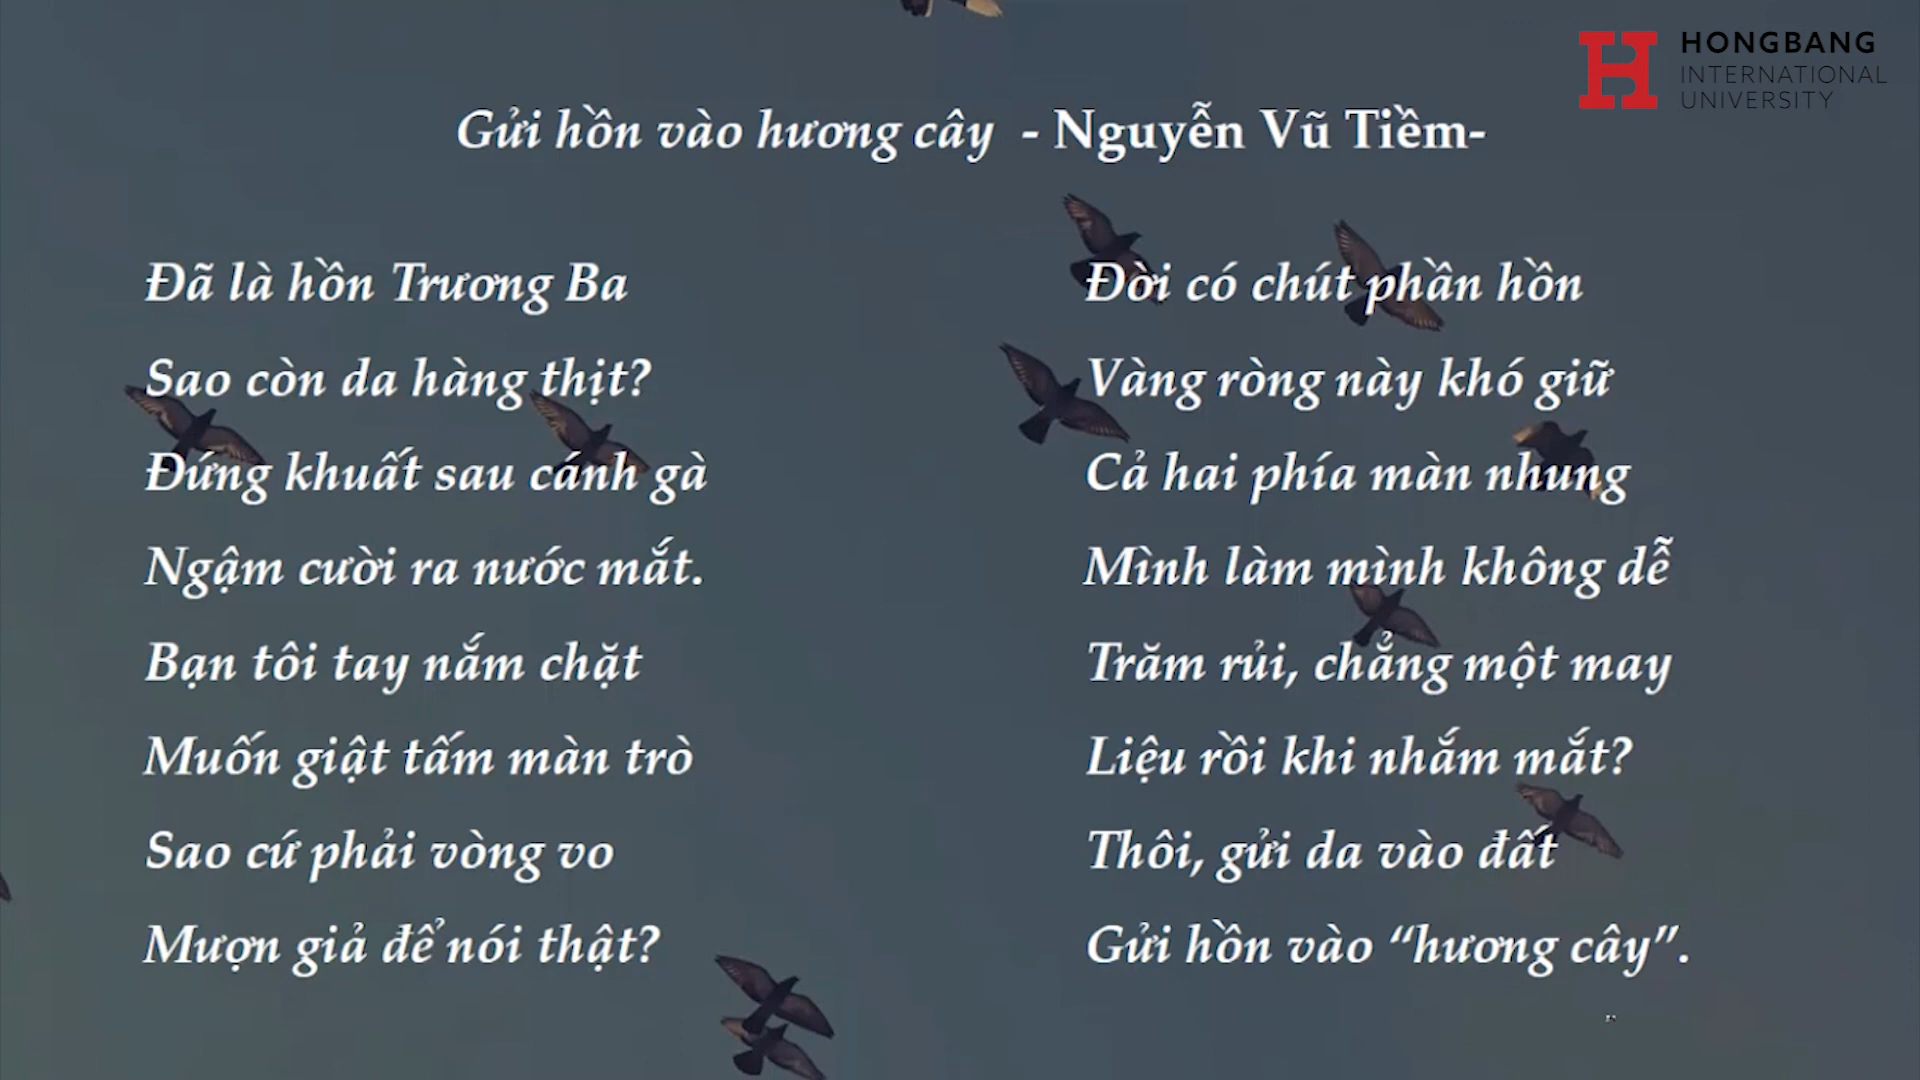 HONGBANG
INTERNATIONAL
UNIVERSITY
Gửi hồn vào hương cây - Nguyễn Vũ Tiềm-
Đã là hồn Trương Ba
Sao còn da hàng thịt?
Đứng khuất sau cánh gà
Ngậm cười ra nước mắt.
Bạn tôi tay nắm chặt
Muốn giật tấm màn trò
Sao cứ phải vòng vo
Mượn giả để nói thật?
Đời có chút phần hồn
Vàng ròng này khó giữ
Cả hai phía màn nhung
Mình làm mình không dễ
Trăm rủi, chẳng một may
Liệu rồi khi nhắm mắt?
Thôi, gửi da vào đất
Gửi hồn vào “hương cây”.